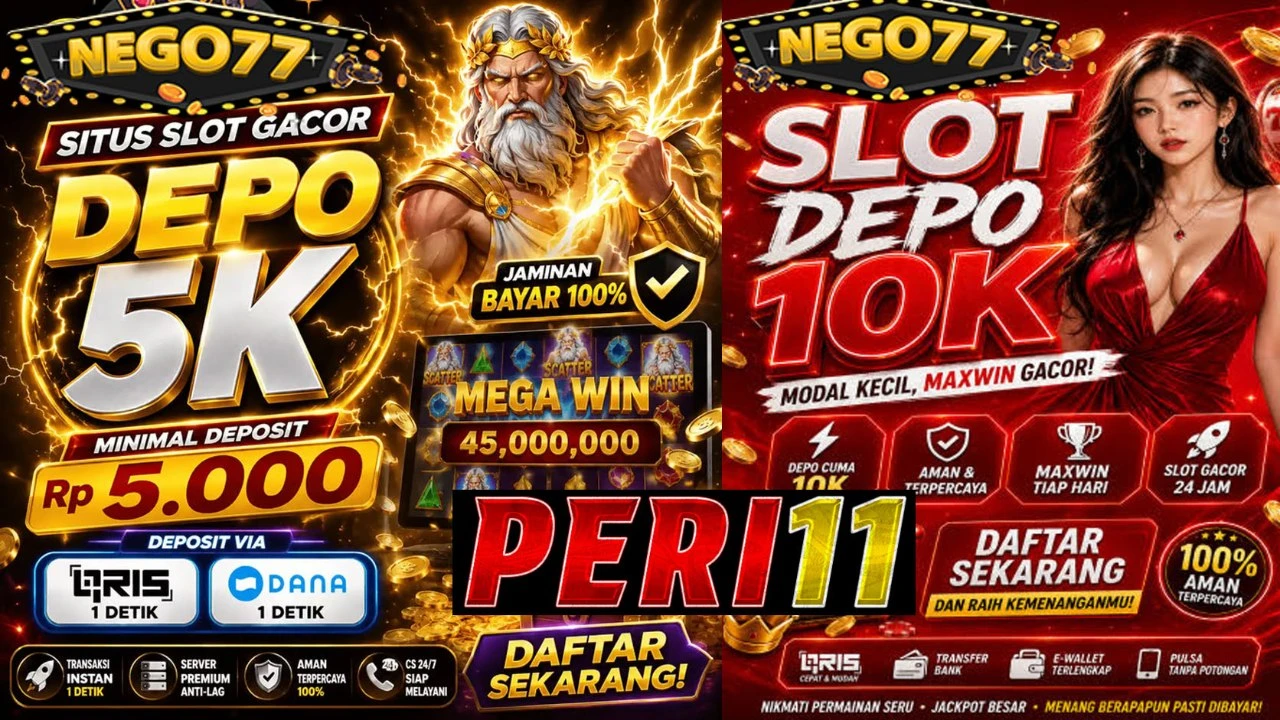 NEGO77
SITUS SLOT GACOR
DEPO
5K
MINIMAL DEPOSIT
Rp 5.000
DEPOSIT VIA
QRIS
1 DETIK
DANA
1 DETIK
TRANSAKSI
INSTAN
1 DETIK
SERVER
PREMIUM
ANTI-LAG
AMAN
TERPERCAYA
100%
24
CS 24/7
SIAP
MELAYANI
JAMINAN
BAYAR 100%
SCATTER
SCATTER
SCATTER
MEGA WIN
45,000,000
PERI11
DAFTAR
SEKARANG!
NEGO77
SLOT
DEPO
10K
MODAL KECIL, MAXWIN GACOR!
DEPO CUMA
10K
AMAN &
TERPERCAYA
MAXWIN
TIAP HARI
SLOT GACOR
24 JAM
DAFTAR
SEKARANG
DAN RAIH KEMENANGANMU!
100%
AMAN
TERPERCAYA
QRIS
CEPAT & MUDAH
TRANSFER
BANK
E-WALLET
TERLENGKAP
PULSA
TANPA POTONGAN
NIKMATI PERMAINAN SERU • JACKPOT BESAR • MENANG BERAPAPUN PASTI DIBAYAR!